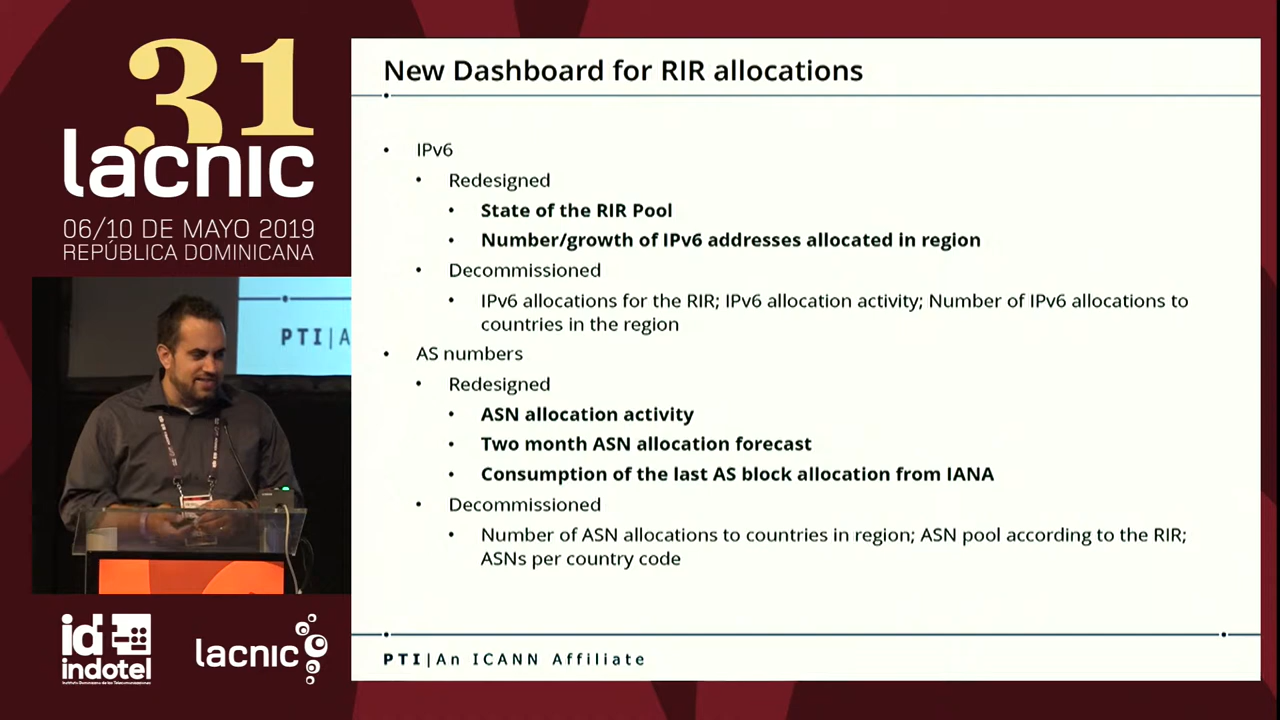 31
lacnic
06/10 DE MAYO 2019
REPÚBLICA DOMINICANA
PTI|A
id
indotel
lacnic
New Dashboard for RIR allocations
• IPv6
• Redesigned
• State of the RIR Pool
• Number/growth of IPv6 addresses allocated in region
• Decommissioned
• IPv6 allocations for the RIR; IPv6 allocation activity; Number of IPv6 allocations to
countries in the region
• AS numbers
• Redesigned
• ASN allocation activity
• Two month ASN allocation forecast
• Consumption of the last AS block allocation from IANA
• Decommissioned
• Number of ASN allocations to countries in region; ASN pool according to the RIR;
ASNs per country code
PTI|An ICANN Affiliate